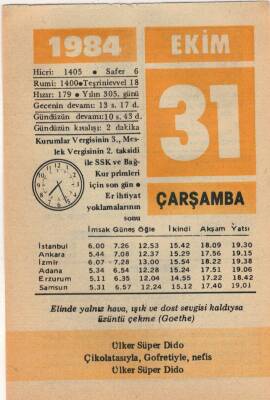 1984
EKİM
Hicri: 1405 • Safer 6
Rumi: 1400•Teşrinievvel 18
Hızır: 179 • Yılın 305. günü
Gecenin devamı: 13 s. 17 d.
Gündüzün devamı: 10 s. 43 d.
Gündüzün kısalışı: 2 dakika
31
Kurumlar Vergisinin 3., Mes-
lek Vergisinin 2. taksidi
ile SSK ve Bağ-
Kur primleri
için son gün •
Er ihtiyat
yoklamalarının
sonu
ÇARŞAMBA
İmsak Güneş Öğle İkindi Akşam Yatsı
İstanbul 6.00 7.26 12.53 15.42 18.09 19.30
Ankara 5.44 7.08 12.37 15.29 17.56 19.15
İzmir 6.07 7.28 13.00 15.54 18.22 19.38
Adana 5.34 6.54 12.28 15.24 17.51 19.06
Erzurum 5.11 6.35 12.04 14.55 17.22 18.42
Samsun 5.31 6.57 12.24 15.12 17.40 19.01
Elinde yalnız hava, ışık ve dost sevgisi kaldıysa
üzüntü çekme (Goethe)
Ülker Süper Dido
Çikolatasıyla, Gofretiyle, nefis
Ülker Süper Dido